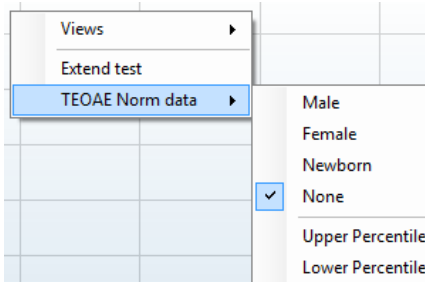 Views
Extend test
TEOAE Norm data
Male
Female
Newborn
None
Upper Percentile
Lower Percentile